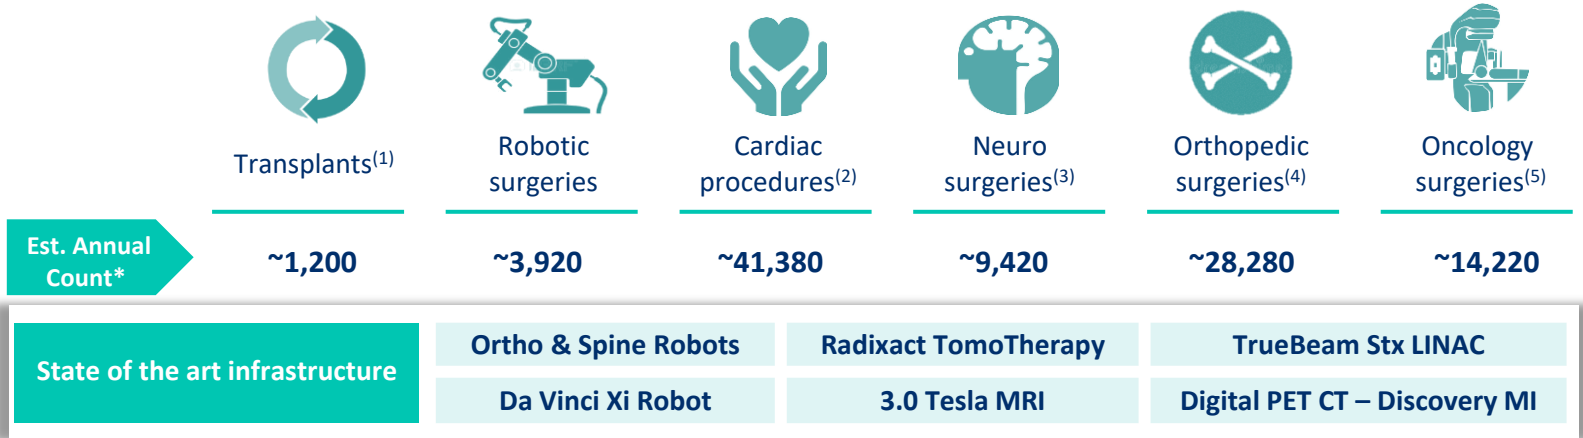 Transplants(1)
Robotic
surgeries
Cardiac
procedures(2)
Neuro
surgeries(3)
Orthopedic
surgeries(4)
Oncology
surgeries(5)
Est. Annual
Count*
~1,200
~3,920
~41,380
~9,420
~28,280
~14,220
State of the art infrastructure
Ortho & Spine Robots
Radixact TomoTherapy
TrueBeam Stx LINAC
Da Vinci Xi Robot
3.0 Tesla MRI
Digital PET CT – Discovery MI